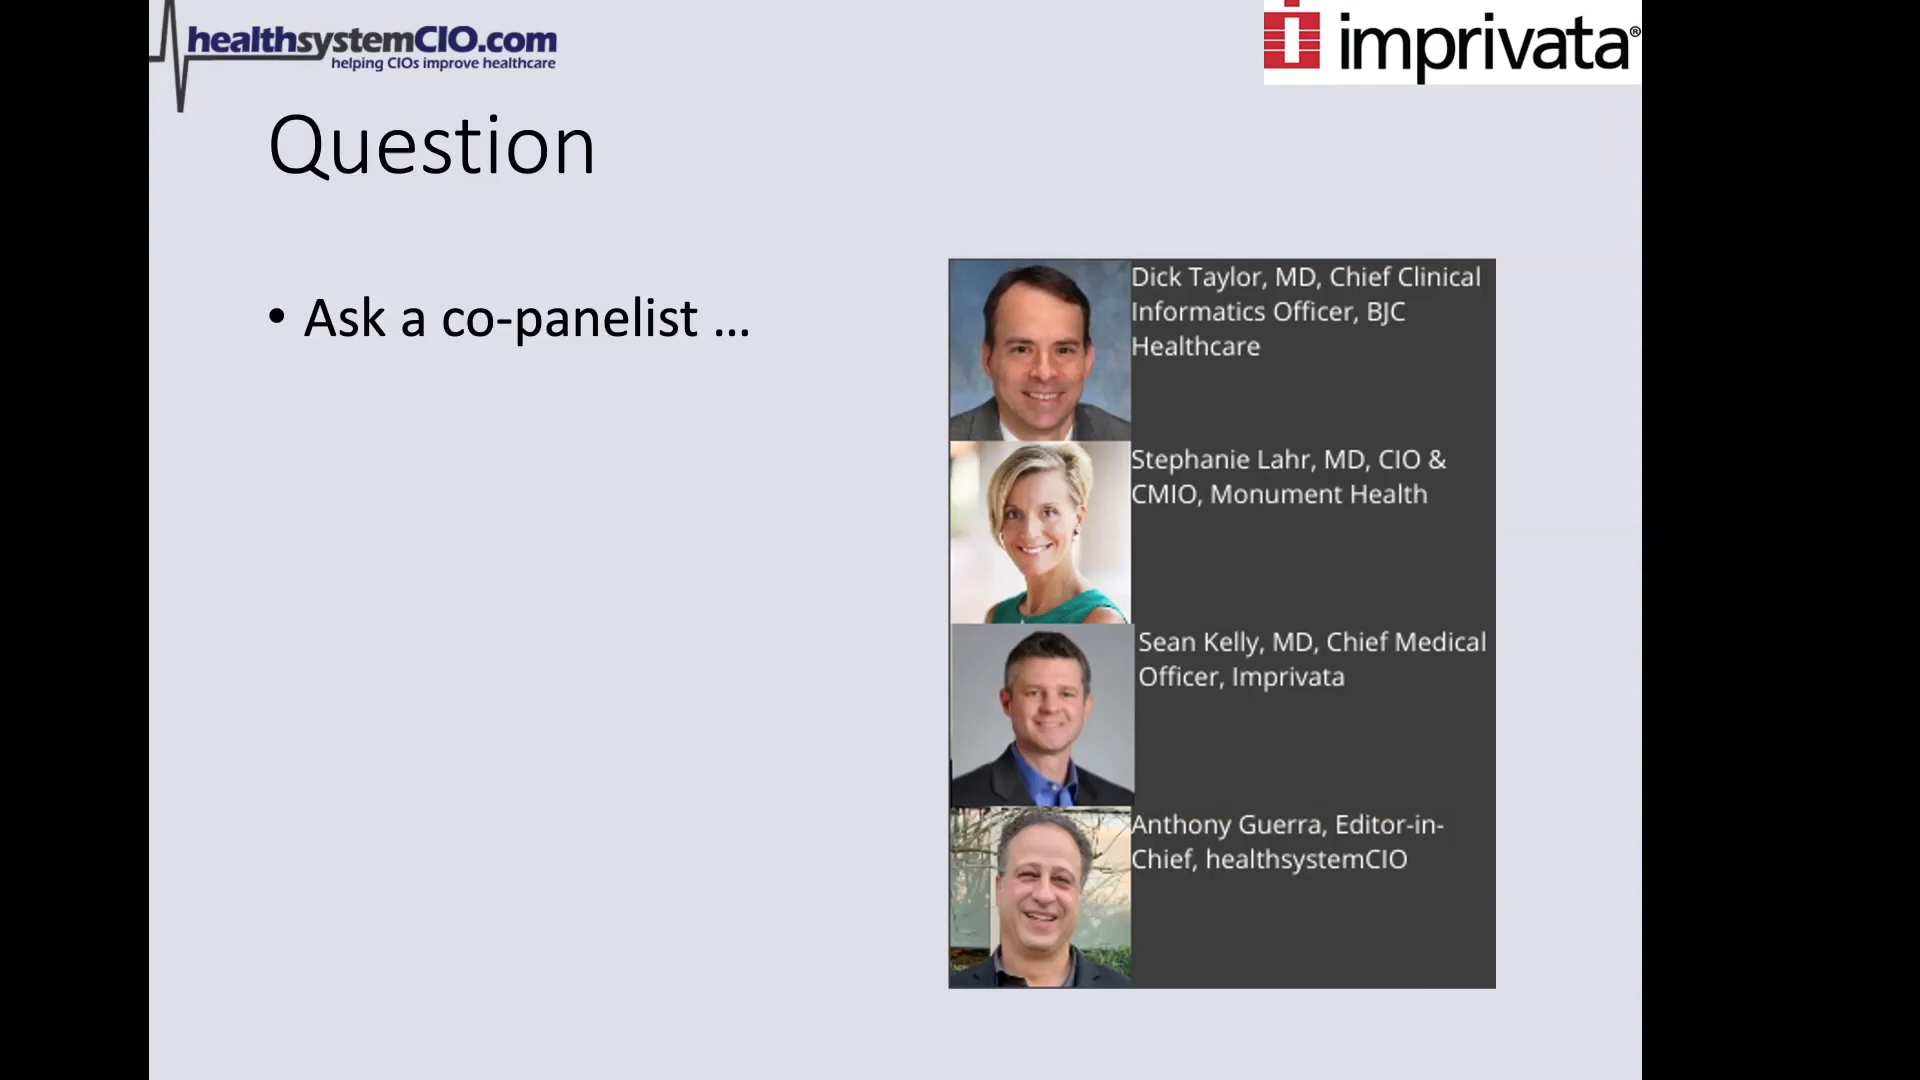 healthsystemCIO.com
helping CIOs improve healthcare
imprivata®
Question
• Ask a co-panelist ...
Dick Taylor, MD, Chief Clinical
Informatics Officer, BJC
Healthcare
Stephanie Lahr, MD, CIO &
CMIO, Monument Health
Sean Kelly, MD, Chief Medical
Officer, Imprivata
Anthony Guerra, Editor-in-
Chief, healthsystemCIO